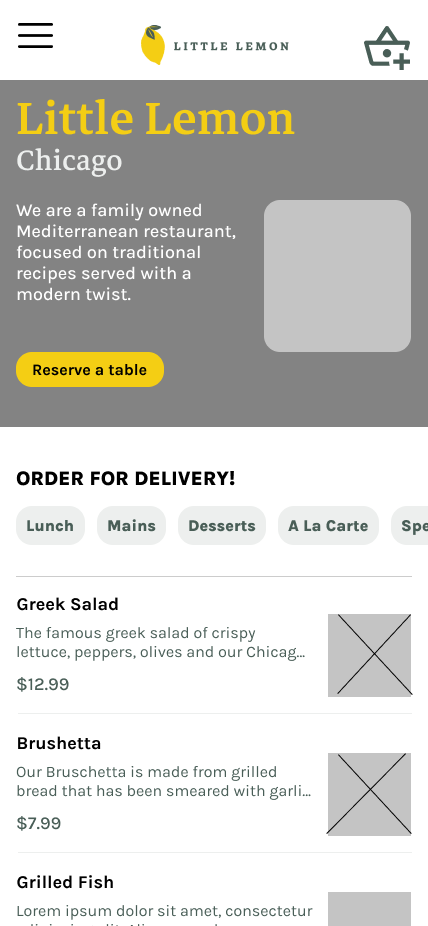 LITTLE LEMON
Little Lemon
Chicago
We are a family owned
Mediterranean restaurant,
focused on traditional
recipes served with a
modern twist.
Reserve a table
ORDER FOR DELIVERY!
Lunch Mains Desserts A La Carte Spe
Greek Salad
The famous greek salad of crispy
lettuce, peppers, olives and our Chicag...
$12.99
Brushetta
Our Bruschetta is made from grilled
bread that has been smeared with garli...
$7.99
Grilled Fish
Lorem ipsum dolor sit amet, consectetur